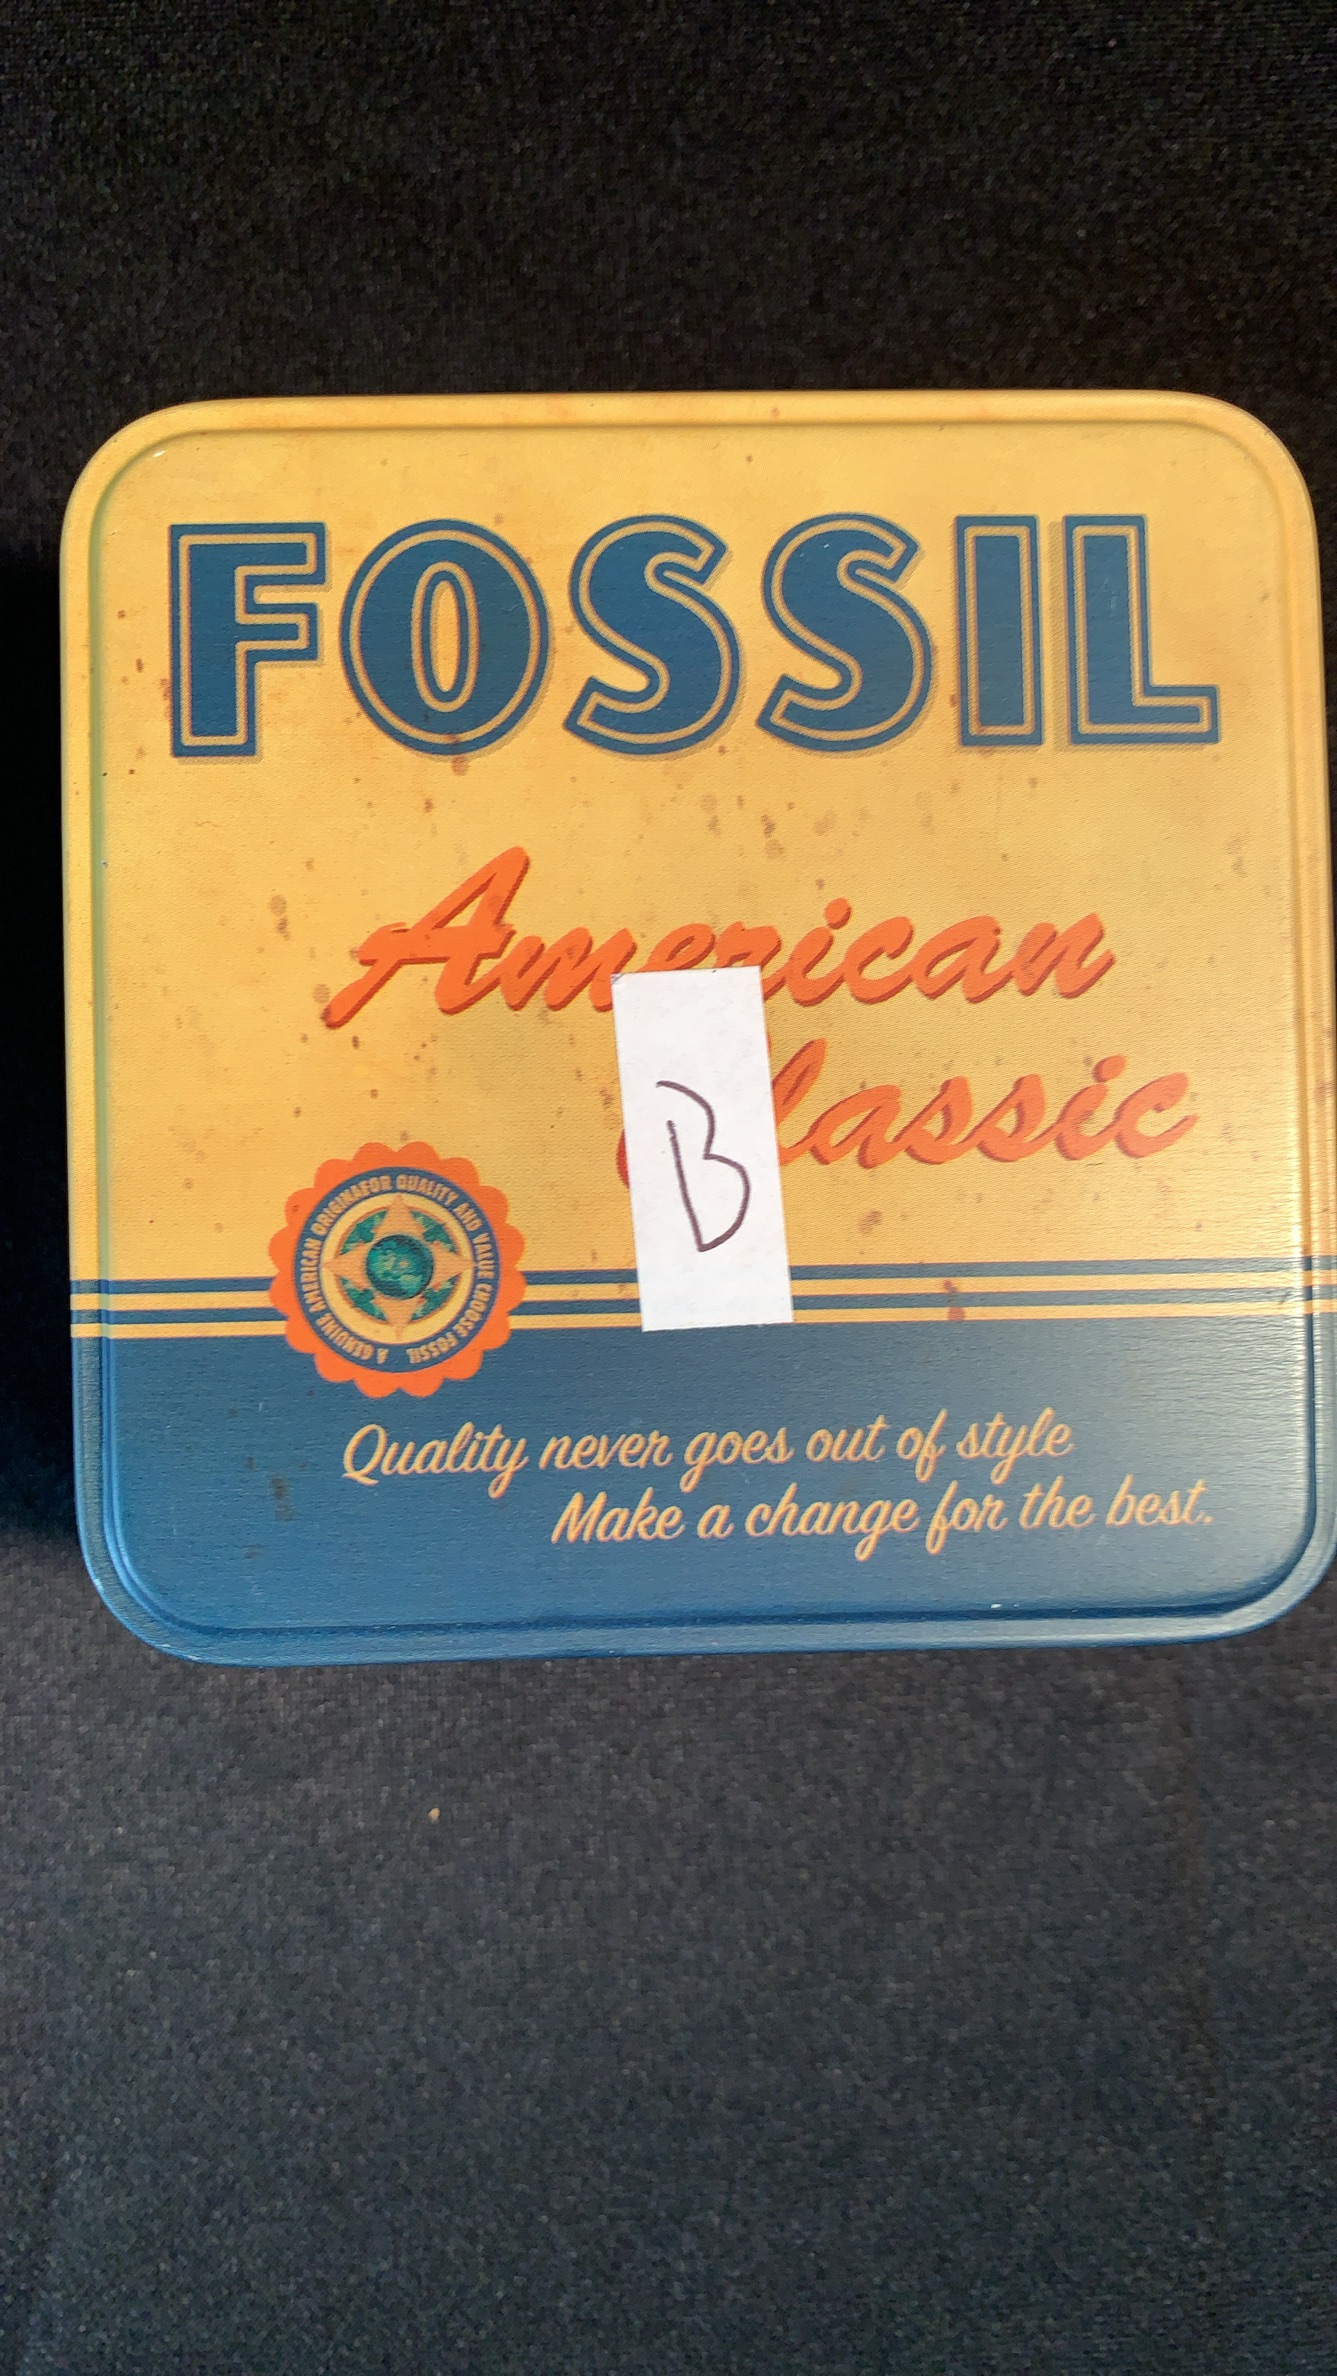 FOSSIL
American
lassic
B
A GENUINE AMERICAN ORIGINAFOR QUALITY AND VALUE CHOOSE FOSSIL
Quality never goes out of style
Make a change for the best.